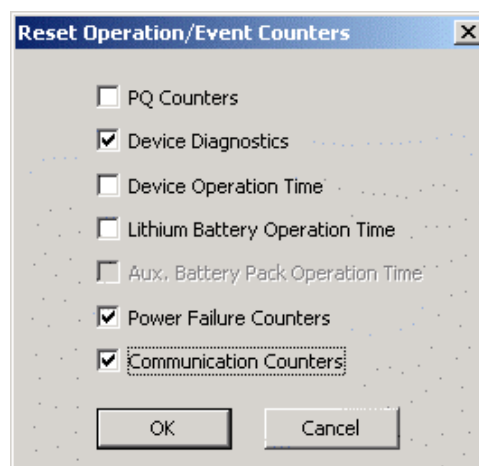 Reset Operation/Event Counters
PQ Counters
Device Diagnostics
Device Operation Time
Lithium Battery Operation Time
Aux. Battery Pack Operation Time
Power Failure Counters
Communication Counters
OK Cancel